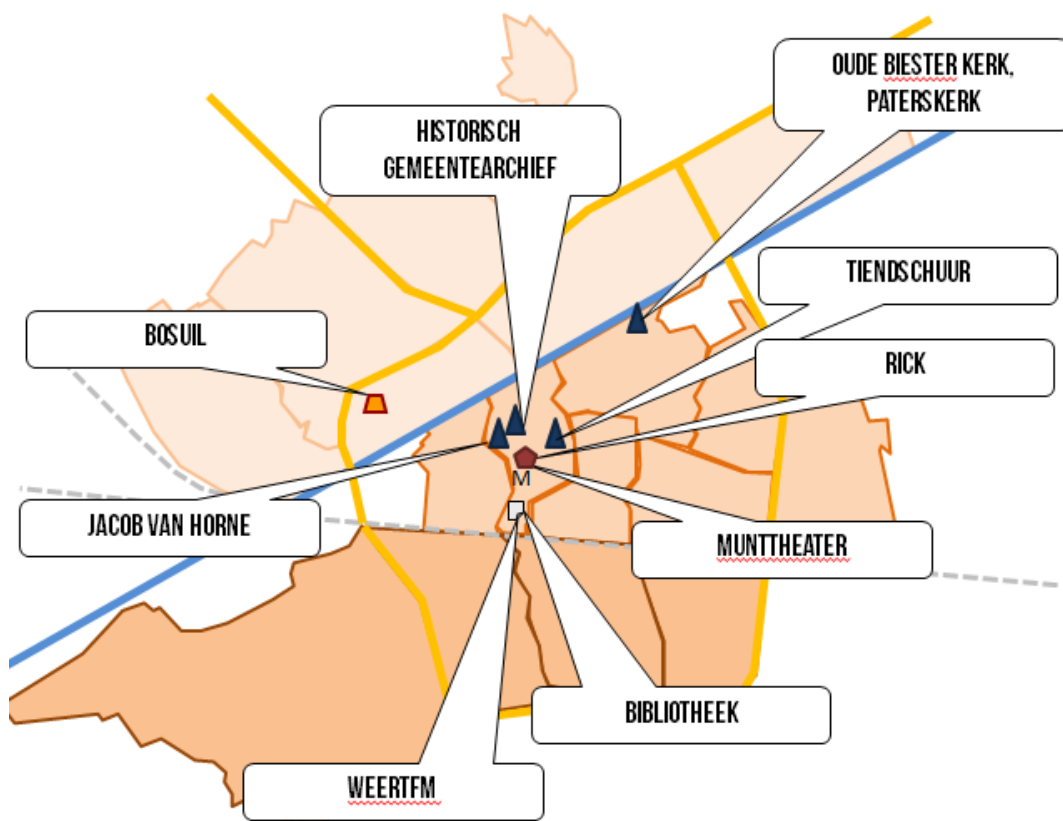 OUDE BIESTER KERK,
PATERSKERK
HISTORISCH
GEMEENTEARCHIEF
TIENDSCHUUR
BOSUIL
RICK
M
JACOB VAN HORNE
MUNTTHEATER
BIBLIOTHEEK
WEERTFM